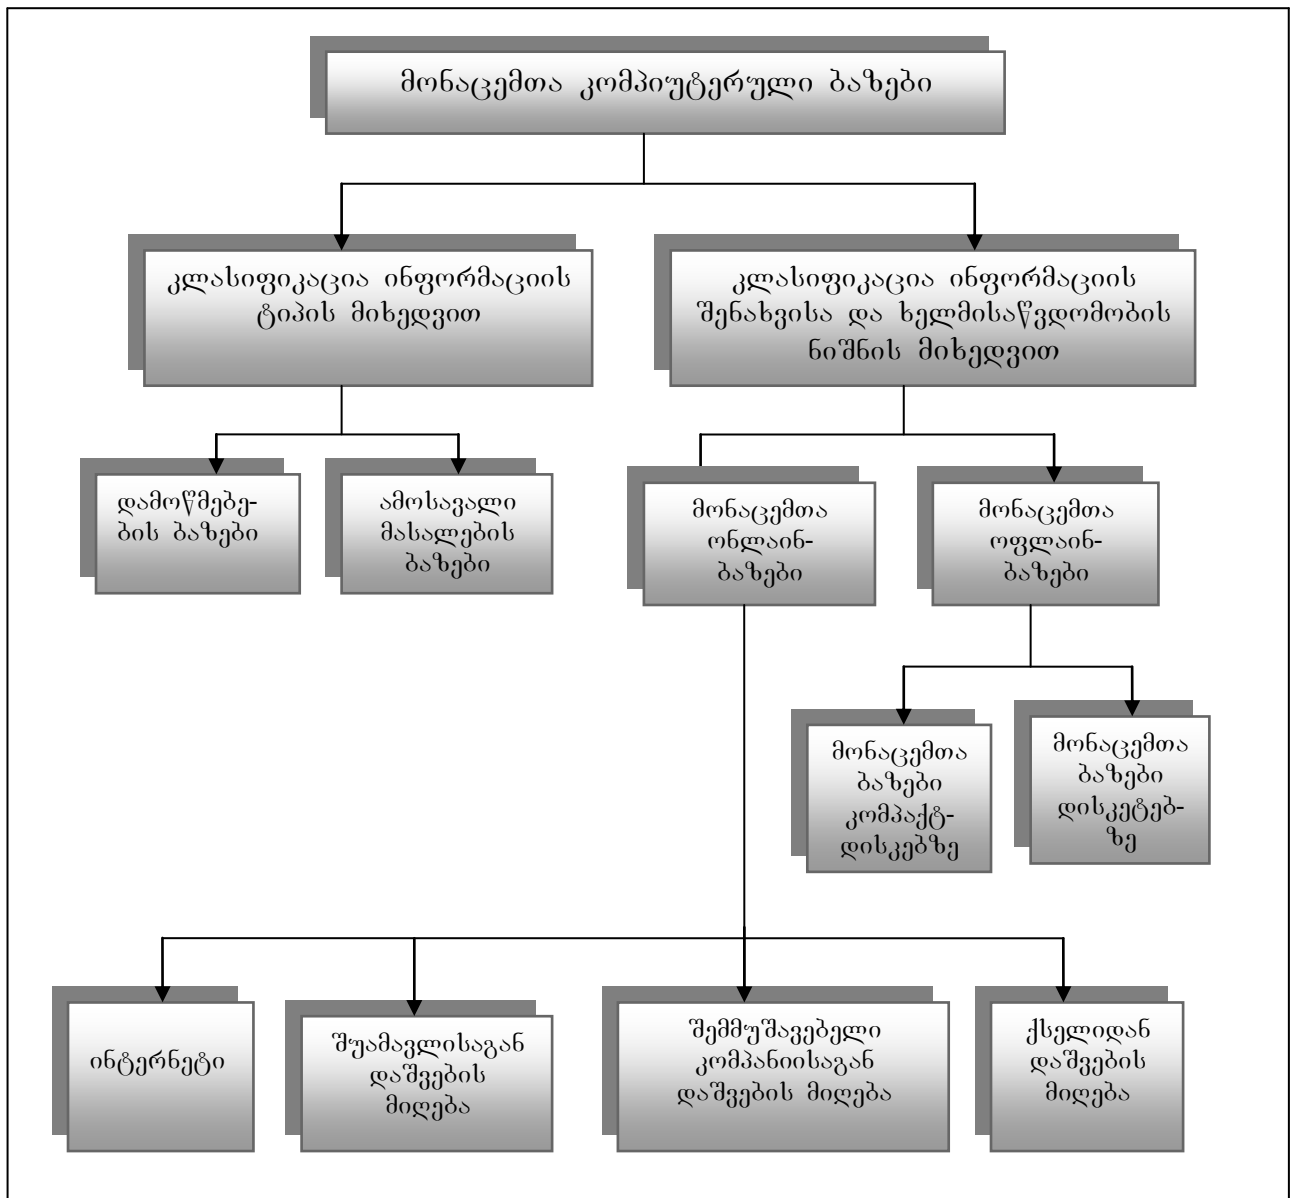 მონაცემთა კომპიუტერული ბაზები
კლასიფიკაცია ინფორმაციის
ტიპის მიხედვით
კლასიფიკაცია ინფორმაციის
შენახვისა და ხელმისაწვდომობის
ნიშნის მიხედვით
დამოწმებე-
ბის ბაზები
ამოსავალი
მასალების
ბაზები
მონაცემთა
ონლაინ-
ბაზები
მონაცემთა
ოფლაინ-
ბაზები
მონაცემთა
ბაზები
კომპაქტ-
დისკებზე
მონაცემთა
ბაზები
დისკეტებ-
ზე
ინტერნეტი
შუამავლისაგან
დაშვების
მიღება
შემმუშავებელი
კომპანიისაგან
დაშვების მიღება
ქსელიდან
დაშვების
მიღება